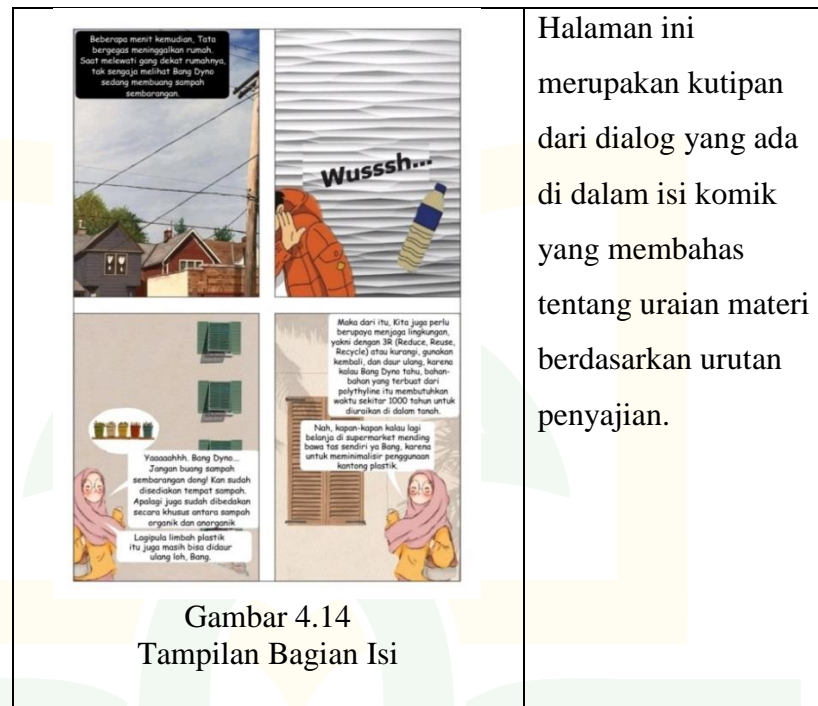 Beberapa menit kemudian, Tata
bergegas meninggalkan rumah.
Saat melewati gang dekat rumahnya,
tak sengaja melihat Bang Dyno
sedang membuang sampah
sembarangan.
Wusssh...
Yaaaaahhh. Bang Dyno...
Jangan buang sampah
sembarangan dong! Kan sudah
disediakan tempat sampah.
Apalagi juga sudah dibedakan
secara khusus antara sampah
organik dan anorganik
Lagipula limbah plastik
itu juga masih bisa didaur
ulang loh, Bang.
Maka dari itu, Kita juga perlu
berupaya menjaga lingkungan,
yakni dengan 3R (Reduce, Reuse,
Recycle) atau kurangi, gunakan
kembali, dan daur ulang, karena
kalau Bang Dyno tahu, bahan-
bahan yang terbuat dari
polythyline itu membutuhkan
waktu sekitar 1000 tahun untuk
diuraikan di dalam tanah.
Nah, kapan-kapan kalau lagi
belanja di supermarket mending
bawa tas sendiri ya Bang, karena
untuk meminimalisir penggunaan
kantong plastik.
Gambar 4.14
Tampilan Bagian Isi
Halaman ini
merupakan kutipan
dari dialog yang ada
di dalam isi komik
yang membahas
tentang uraian materi
berdasarkan urutan
penyajian.